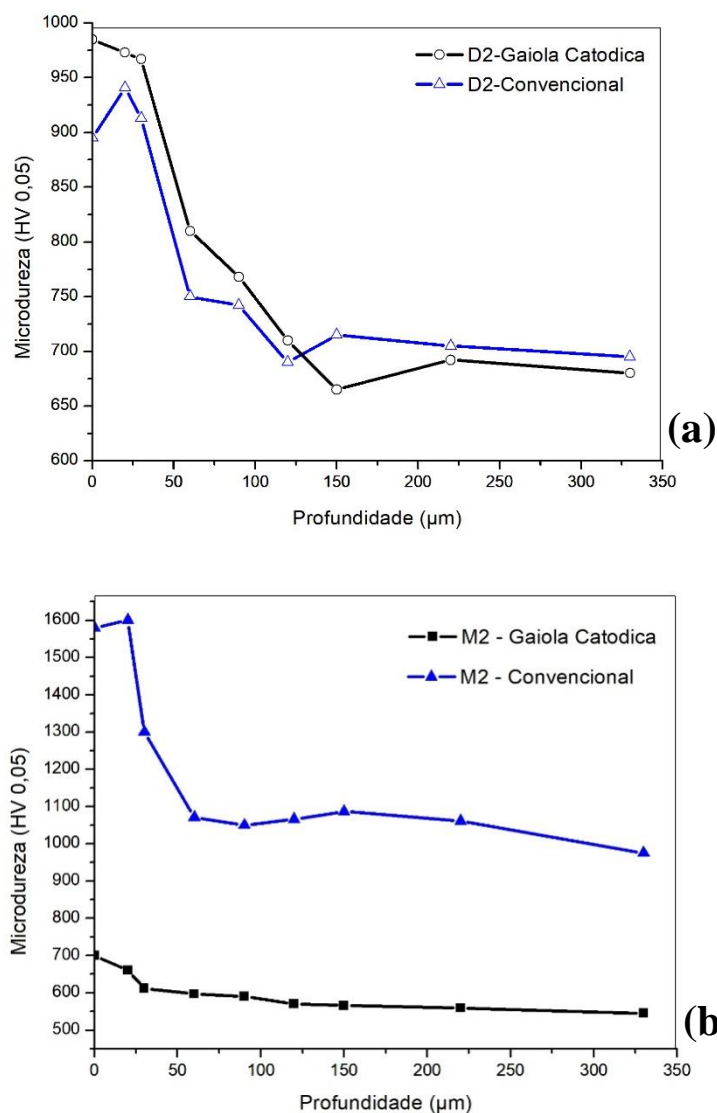 1000
950
900
850
800
750
700
650
600
Microdureza (HV 0,05)
D2-Gaiola Catodica
D2-Convencional
0 50 100 150 200 250 300 350
Profundidade (µm)
(a)
1600
1500
1400
1300
1200
1100
1000
900
800
700
600
500
Microdureza (HV 0,05)
M2 - Gaiola Catodica
M2 - Convencional
0 50 100 150 200 250 300 350
Profundidade (µm)
(b